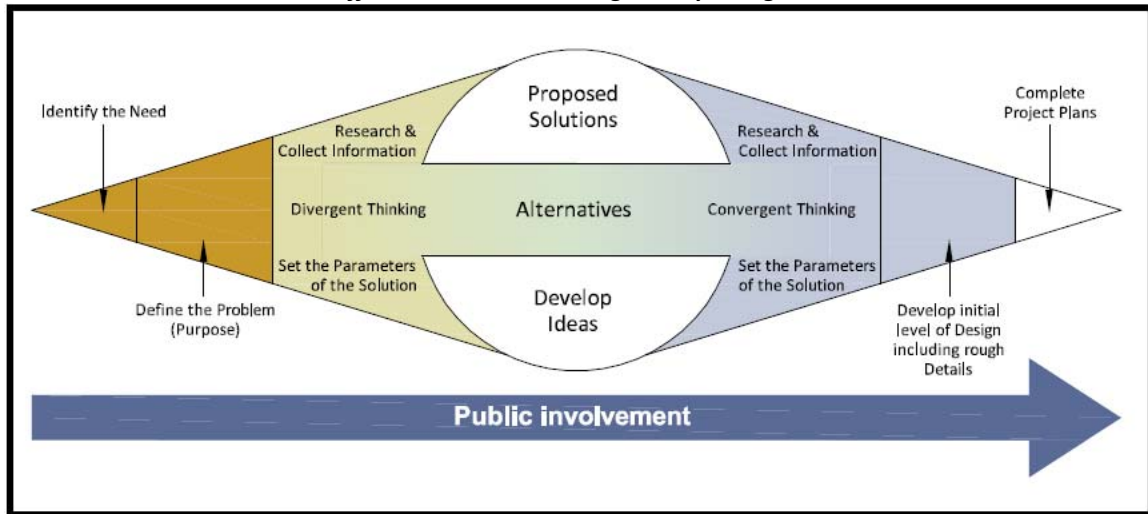 Identify the Need
Define the Problem
(Purpose)
Research &
Collect Information
Divergent Thinking
Set the Parameters
of the Solution
Proposed
Solutions
Alternatives
Develop
Ideas
Research &
Collect Information
Convergent Thinking
Set the Parameters
of the Solution
Develop initial
level of Design
including rough
Details
Complete
Project Plans
Public involvement